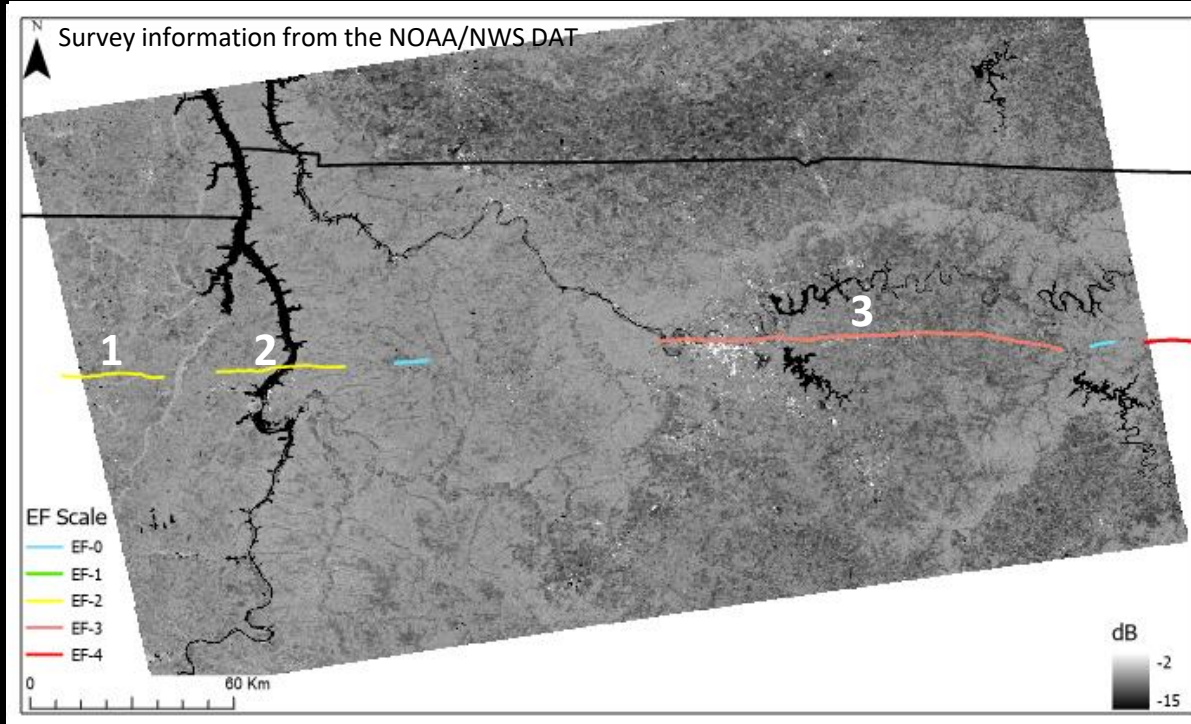 N
Survey information from the NOAA/NWS DAT
1
2
3
EF Scale
EF-0
EF-1
EF-2
EF-3
EF-4
0 60 Km
dB
-2
-15